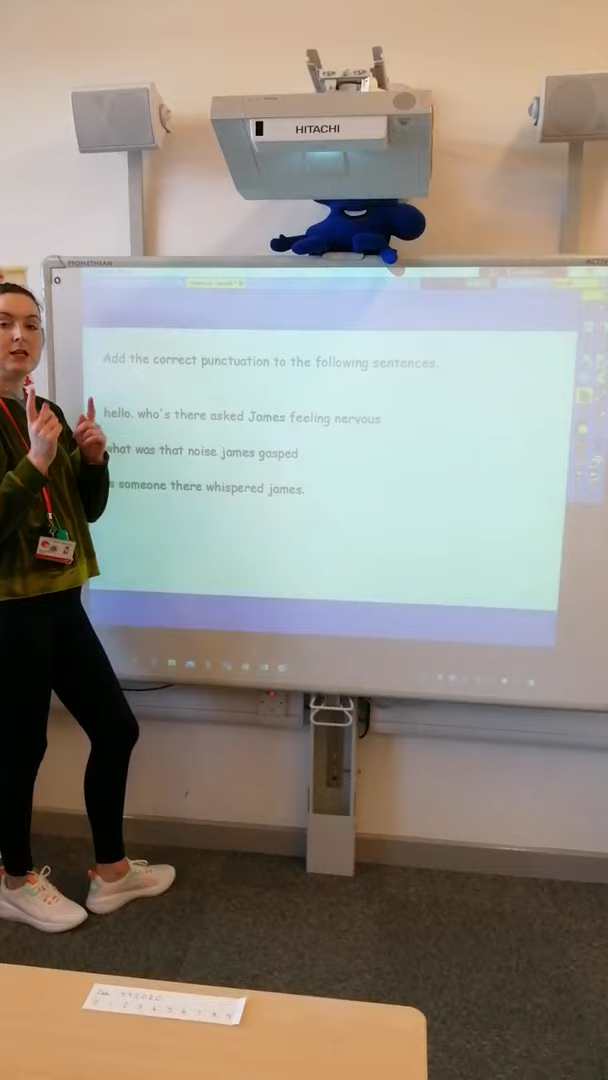 HITACHI
PROMETHEAN
ACTIV
Add the correct punctuation to the following sentences.
hello. who's there asked James feeling nervous
what was that noise james gasped
s someone there whispered james.